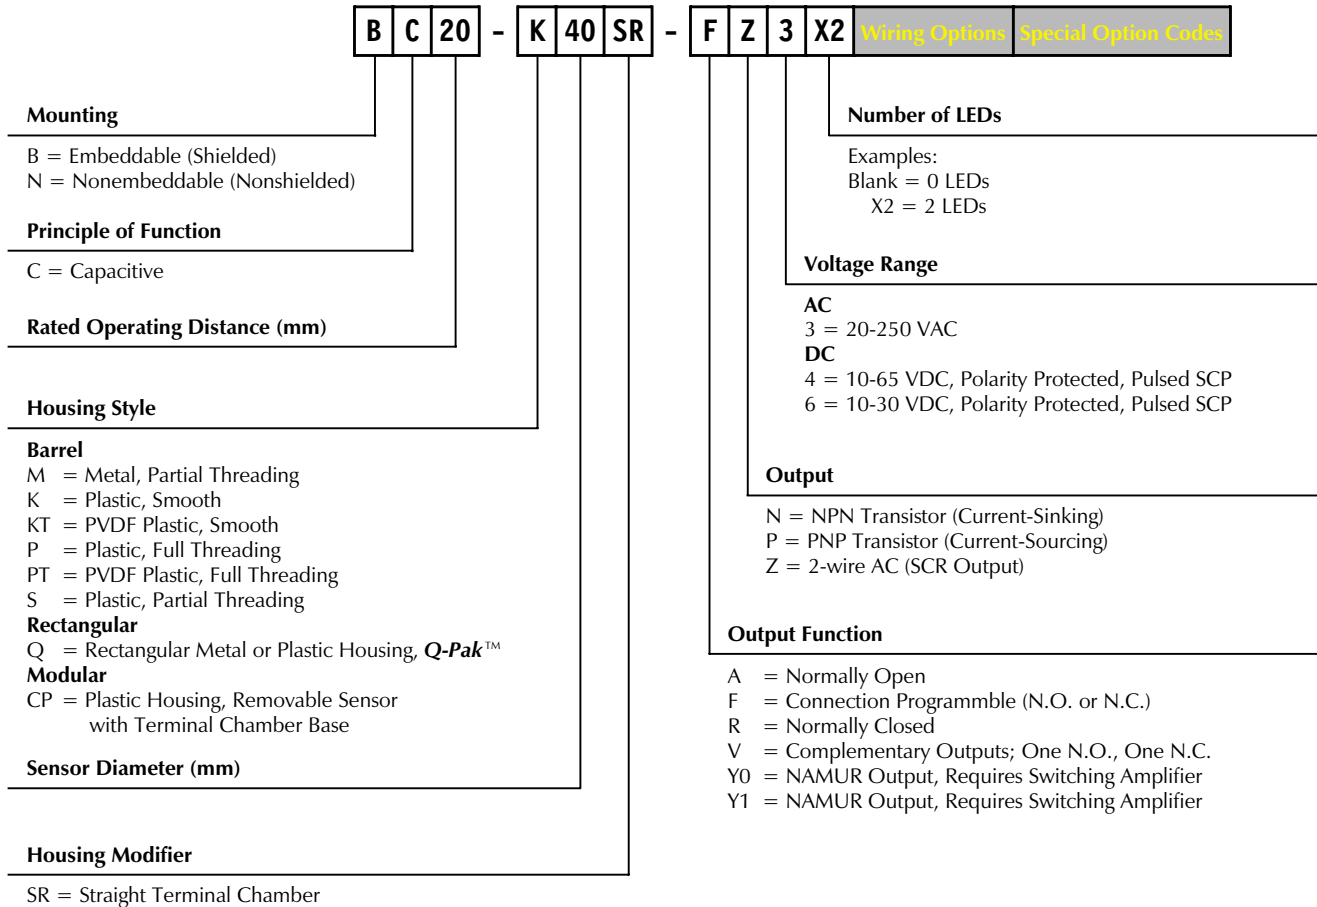 B C 20 - K 40 SR - F Z 3 X2 Wiring Options Special Option Codes
Mounting
B = Embeddable (Shielded)
N = Nonembeddable (Nonshielded)
Principle of Function
C = Capacitive
Rated Operating Distance (mm)
Housing Style
Barrel
M = Metal, Partial Threading
K = Plastic, Smooth
KT = PVDF Plastic, Smooth
P = Plastic, Full Threading
PT = PVDF Plastic, Full Threading
S = Plastic, Partial Threading
Rectangular
Q = Rectangular Metal or Plastic Housing, Q-Pak™
Modular
CP = Plastic Housing, Removable Sensor
with Terminal Chamber Base
Sensor Diameter (mm)
Housing Modifier
SR = Straight Terminal Chamber
Number of LEDs
Examples:
Blank = 0 LEDs
X2 = 2 LEDs
Voltage Range
AC
3 = 20-250 VAC
DC
4 = 10-65 VDC, Polarity Protected, Pulsed SCP
6 = 10-30 VDC, Polarity Protected, Pulsed SCP
Output
N = NPN Transistor (Current-Sinking)
P = PNP Transistor (Current-Sourcing)
Z = 2-wire AC (SCR Output)
Output Function
A = Normally Open
F = Connection Programmble (N.O. or N.C.)
R = Normally Closed
V = Complementary Outputs; One N.O., One N.C.
Y0 = NAMUR Output, Requires Switching Amplifier
Y1 = NAMUR Output, Requires Switching Amplifier